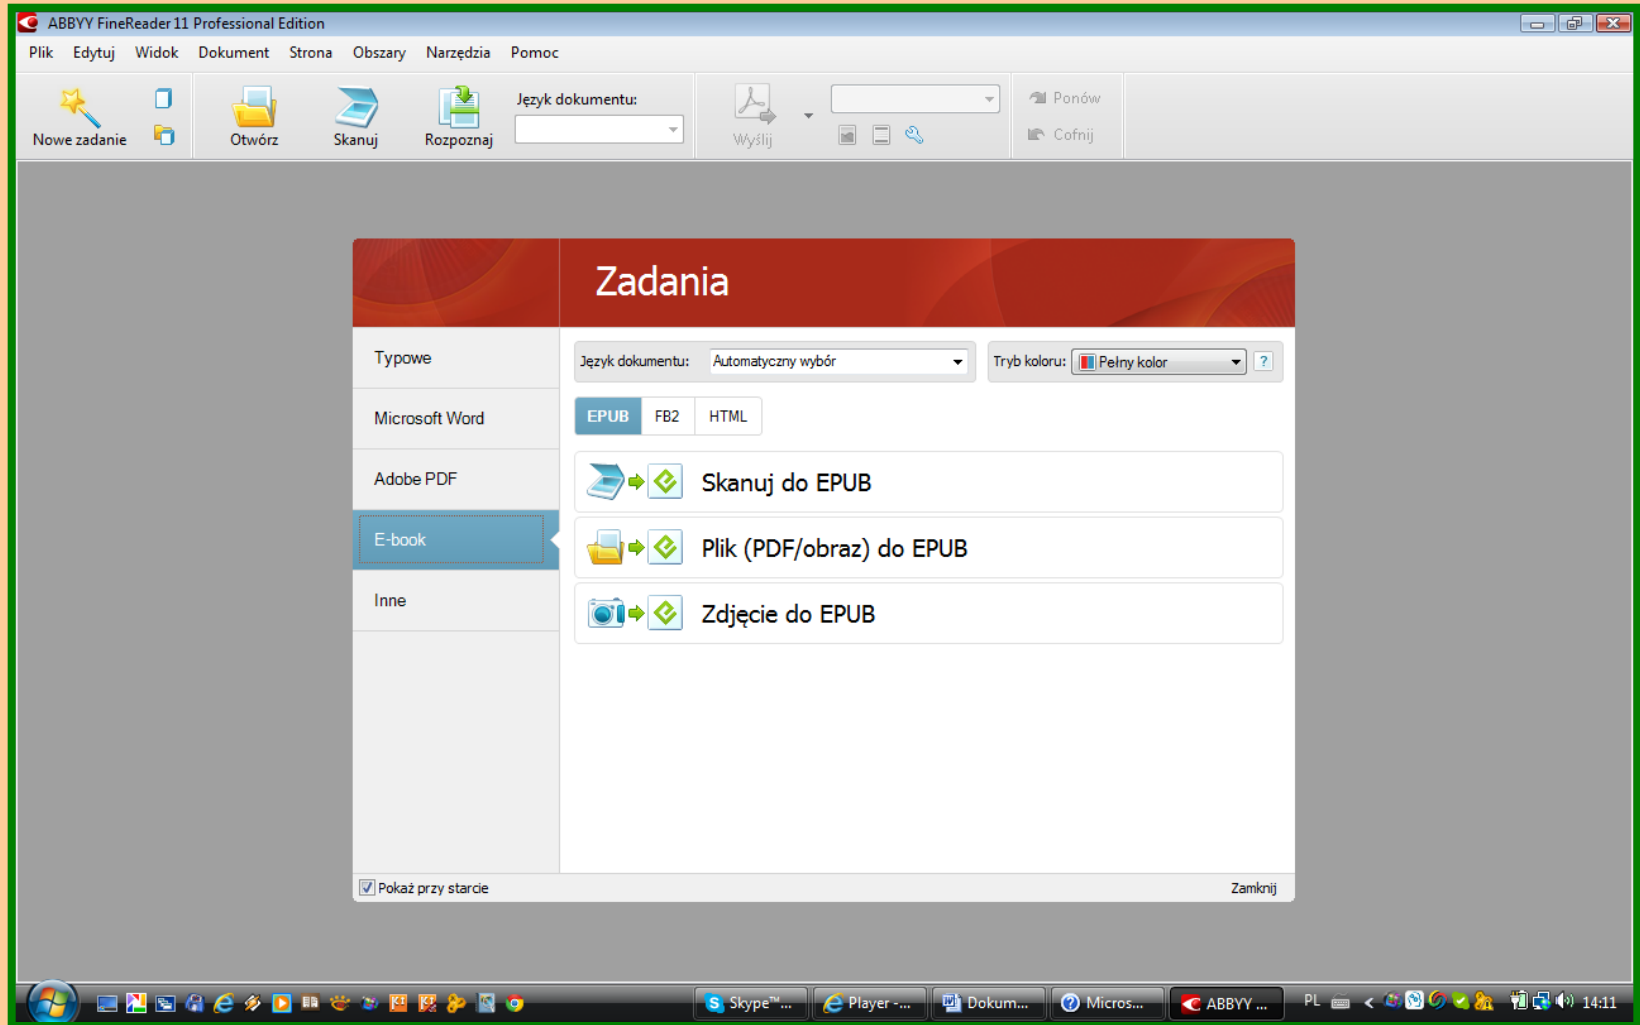 ABBYY FineReader 11 Professional Edition
Plik Edytuj Widok Dokument Strona Obszary Narzędzia Pomoc
Nowe zadanie
Otwórz
Skanuj
Rozpoznaj
Język dokumentu:
Wyślij
Ponów
Cofnij
Zadania
Typowe
Microsoft Word
Adobe PDF
E-book
Inne
Język dokumentu: Automatyczny wybór
Tryb koloru: Pełny kolor ?
EPUB FB2 HTML
Skanuj do EPUB
Plik (PDF/obraz) do EPUB
Zdjęcie do EPUB
Pokaż przy starcie
Zamknij
Skype™... Player -... Dokum... Micros... ABBYY ... PL 14:11